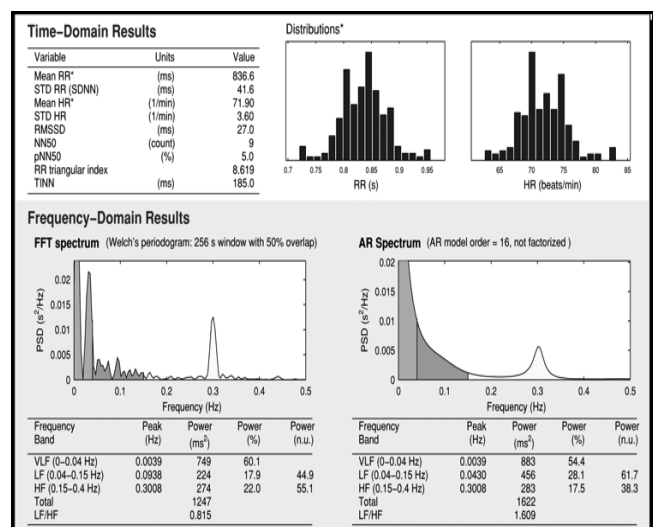 Time–Domain Results
Variable Units Value
Mean RR* (ms) 836.6
STD RR (SDNN) (ms) 41.6
Mean HR* (1/min) 71.90
STD HR (1/min) 3.60
RMSSD (ms) 27.0
NN50 (count) 9
pNN50 (%) 5.0
RR triangular index 8.619
TINN (ms) 185.0
Distributions*
0.7 0.75 0.8 0.85 0.9 0.95
RR (s)
65 70 75 80 85
HR (beats/min)
Frequency–Domain Results
FFT spectrum (Welch's periodogram: 256 s window with 50% overlap)
0.02
0.015
0.01
0.005
0
PSD (s²/Hz)
0 0.1 0.2 0.3 0.4 0.5
Frequency (Hz)
Frequency Peak Power Power Power
Band (Hz) (ms²) (%) (n.u.)
VLF (0–0.04 Hz) 0.0039 749 60.1
LF (0.04–0.15 Hz) 0.0938 224 17.9 44.9
HF (0.15–0.4 Hz) 0.3008 274 22.0 55.1
Total 1247
LF/HF 0.815
AR Spectrum (AR model order = 16, not factorized )
0.02
0.015
0.01
0.005
0
PSD (s²/Hz)
0 0.1 0.2 0.3 0.4 0.5
Frequency (Hz)
Frequency Peak Power Power Power
Band (Hz) (ms²) (%) (n.u.)
VLF (0–0.04 Hz) 0.0039 883 54.4
LF (0.04–0.15 Hz) 0.0430 456 28.1 61.7
HF (0.15–0.4 Hz) 0.3008 283 17.5 38.3
Total 1622
LF/HF 1.609